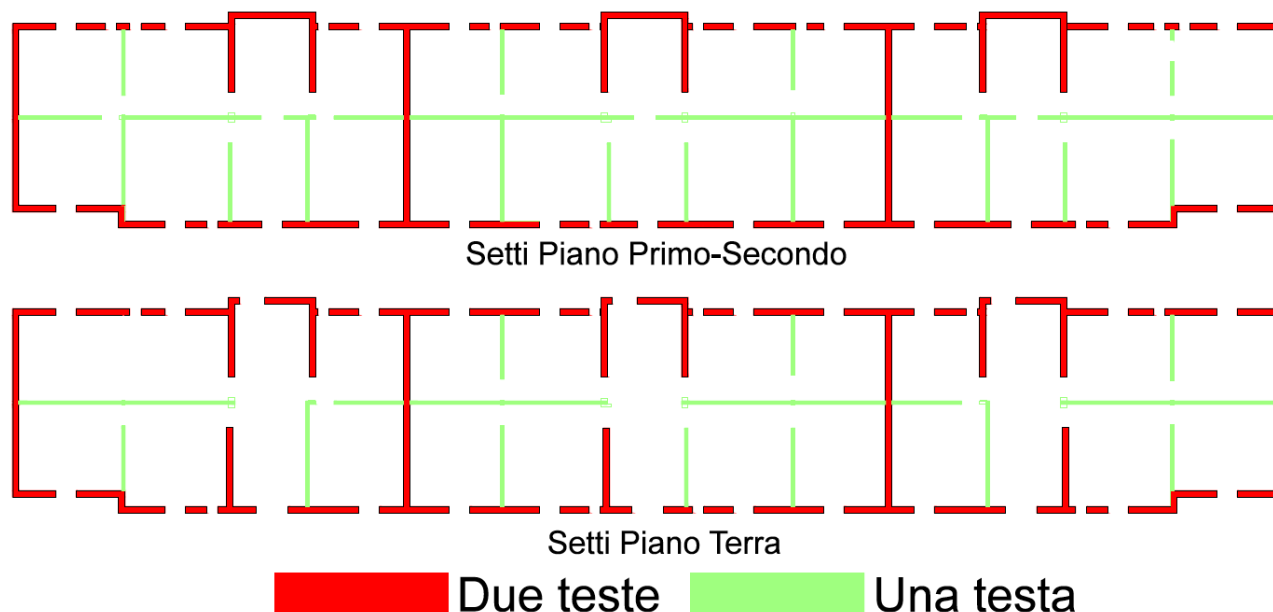 Setti Piano Primo-Secondo
Setti Piano Terra
Due teste
Una testa